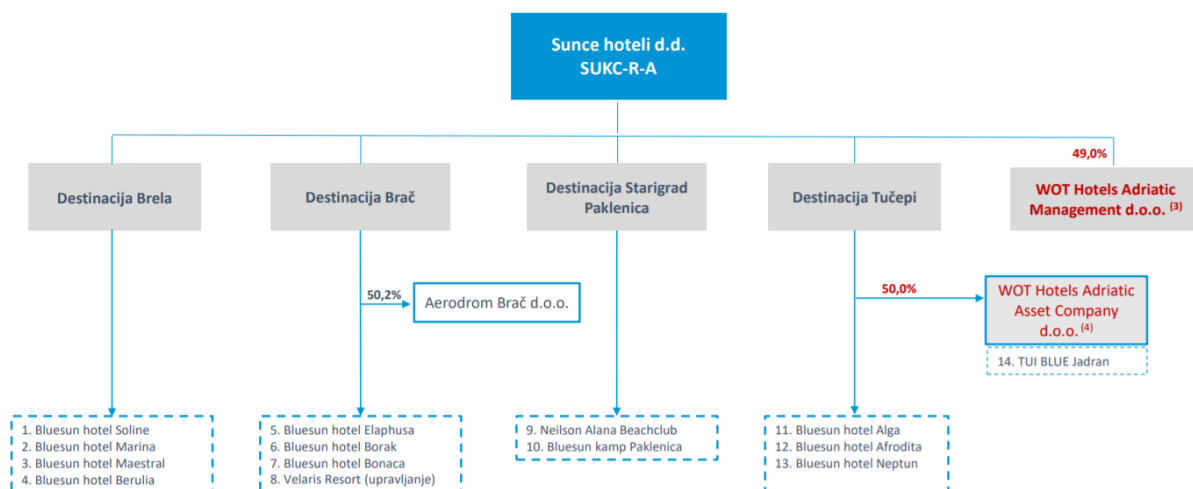 Sunce hoteli d.d.
SUKC-R-A
49,0%
Destinacija Brela
Destinacija Brač
Destinacija Starigrad
Paklenica
Destinacija Tučepi
WOT Hotels Adriatic
Management d.o.o. (3)
50,2%
Aerodrom Brač d.o.o.
50,0%
WOT Hotels Adriatic
Asset Company
d.o.o. (4)
14. TUI BLUE Jadran
1. Bluesun hotel Soline
2. Bluesun hotel Marina
3. Bluesun hotel Maestral
4. Bluesun hotel Berulia
5. Bluesun hotel Elaphusa
6. Bluesun hotel Borak
7. Bluesun hotel Bonaca
8. Velaris Resort (upravljanje)
9. Neilson Alana Beachclub
10. Bluesun kamp Paklenica
11. Bluesun hotel Alga
12. Bluesun hotel Afrodita
13. Bluesun hotel Neptun